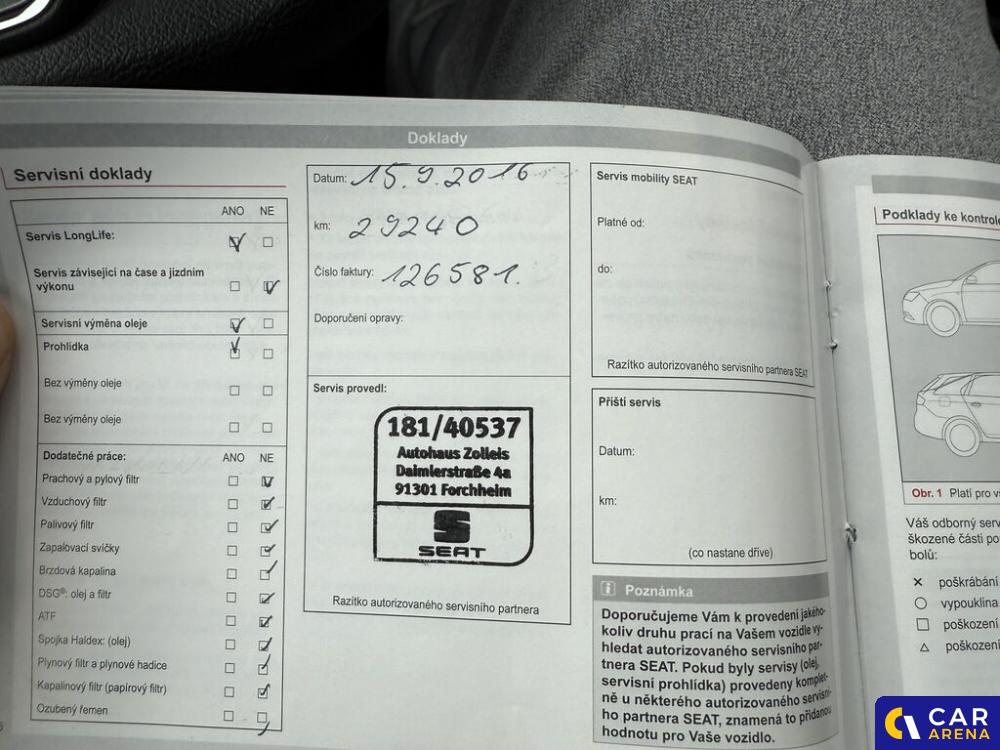 Doklady
Servisní doklady
ANO NE
Servis LongLife:
Servis závisející na čase a jízdním
výkonu
Servisní výměna oleje
Prohlídka
Bez výměny oleje
Bez výměny oleje
Dodatečné práce: ANO NE
Prachový a pylový filtr
Vzduchový filtr
Palivový filtr
Zapalovací svíčky
Brzdová kapalina
DSG®: olej a filtr
ATF
Spojka Haldex: (olej)
Plynový filtr a plynové hadice
Kapalinový filtr (papírový filtr)
Ozubený řemen
Datum: 15.9.2016
km: 29240
Číslo faktury: 126581.
Doporučení opravy:
Servis provedl:
181/40537
Autohaus Zolleis
Daimlerstraße 4a
91301 Forchheim
SEAT
Razítko autorizovaného servisního partnera
Servis mobility SEAT
Platné od:
do:
Razítko autorizovaného servisního partnera SEAT
Příští servis
Datum:
km:
(co nastane dříve)
Poznámka
Doporučujeme Vám k provedení jakého-
koliv druhu prací na Vašem vozidle vy-
hledat autorizovaného servisního par-
tnera SEAT. Pokud byly servisy (olej,
servisní prohlídka) provedeny komplet-
ně u některého autorizovaného servisní-
ho partnera SEAT, znamená to přidanou
hodnotu pro Vaše vozidlo.
Podklady ke kontrole
Obr. 1 Platí pro
Váš odborný
škozené části
bolů:
poškrábání
vypouklina
poškození
poškození
CAR
ARENA